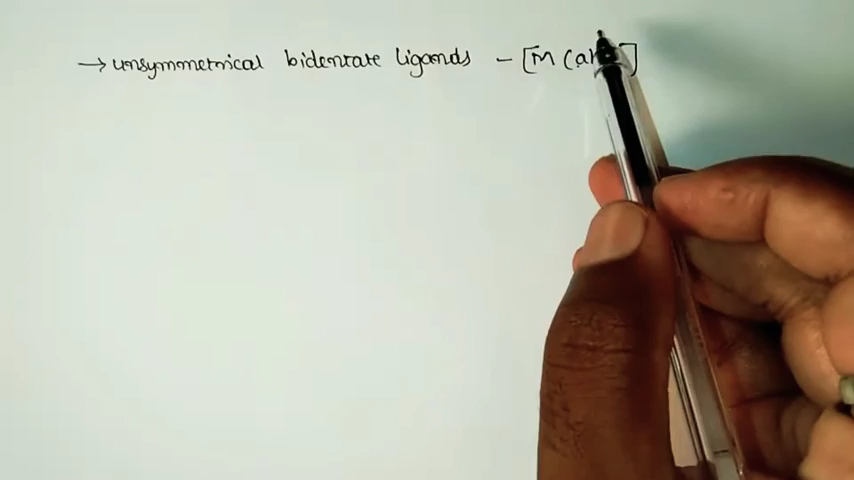 → unsymmetrical bidentate ligands - [M (a